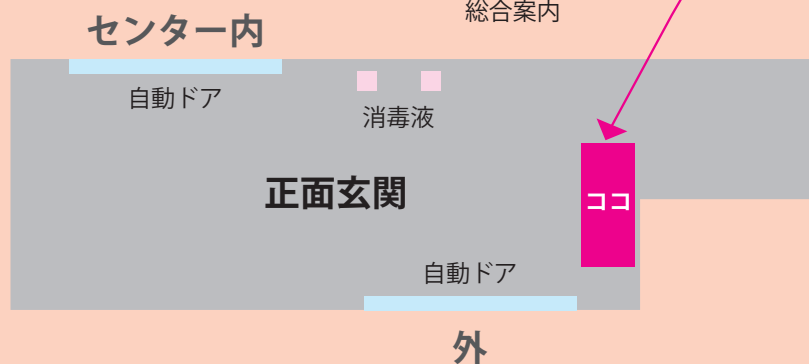 総合案内
センター内
自動ドア
消毒液
正面玄関
ココ
自動ドア
外